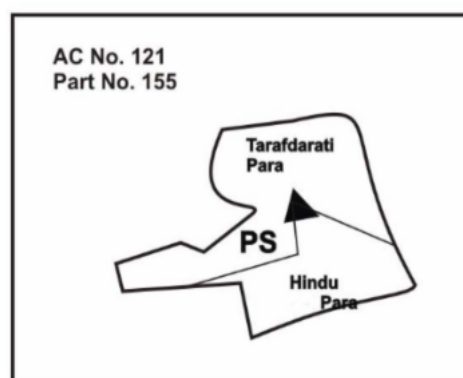 AC No. 121
Part No. 155
Tarafdarati
Para
PS
Hindu
Para